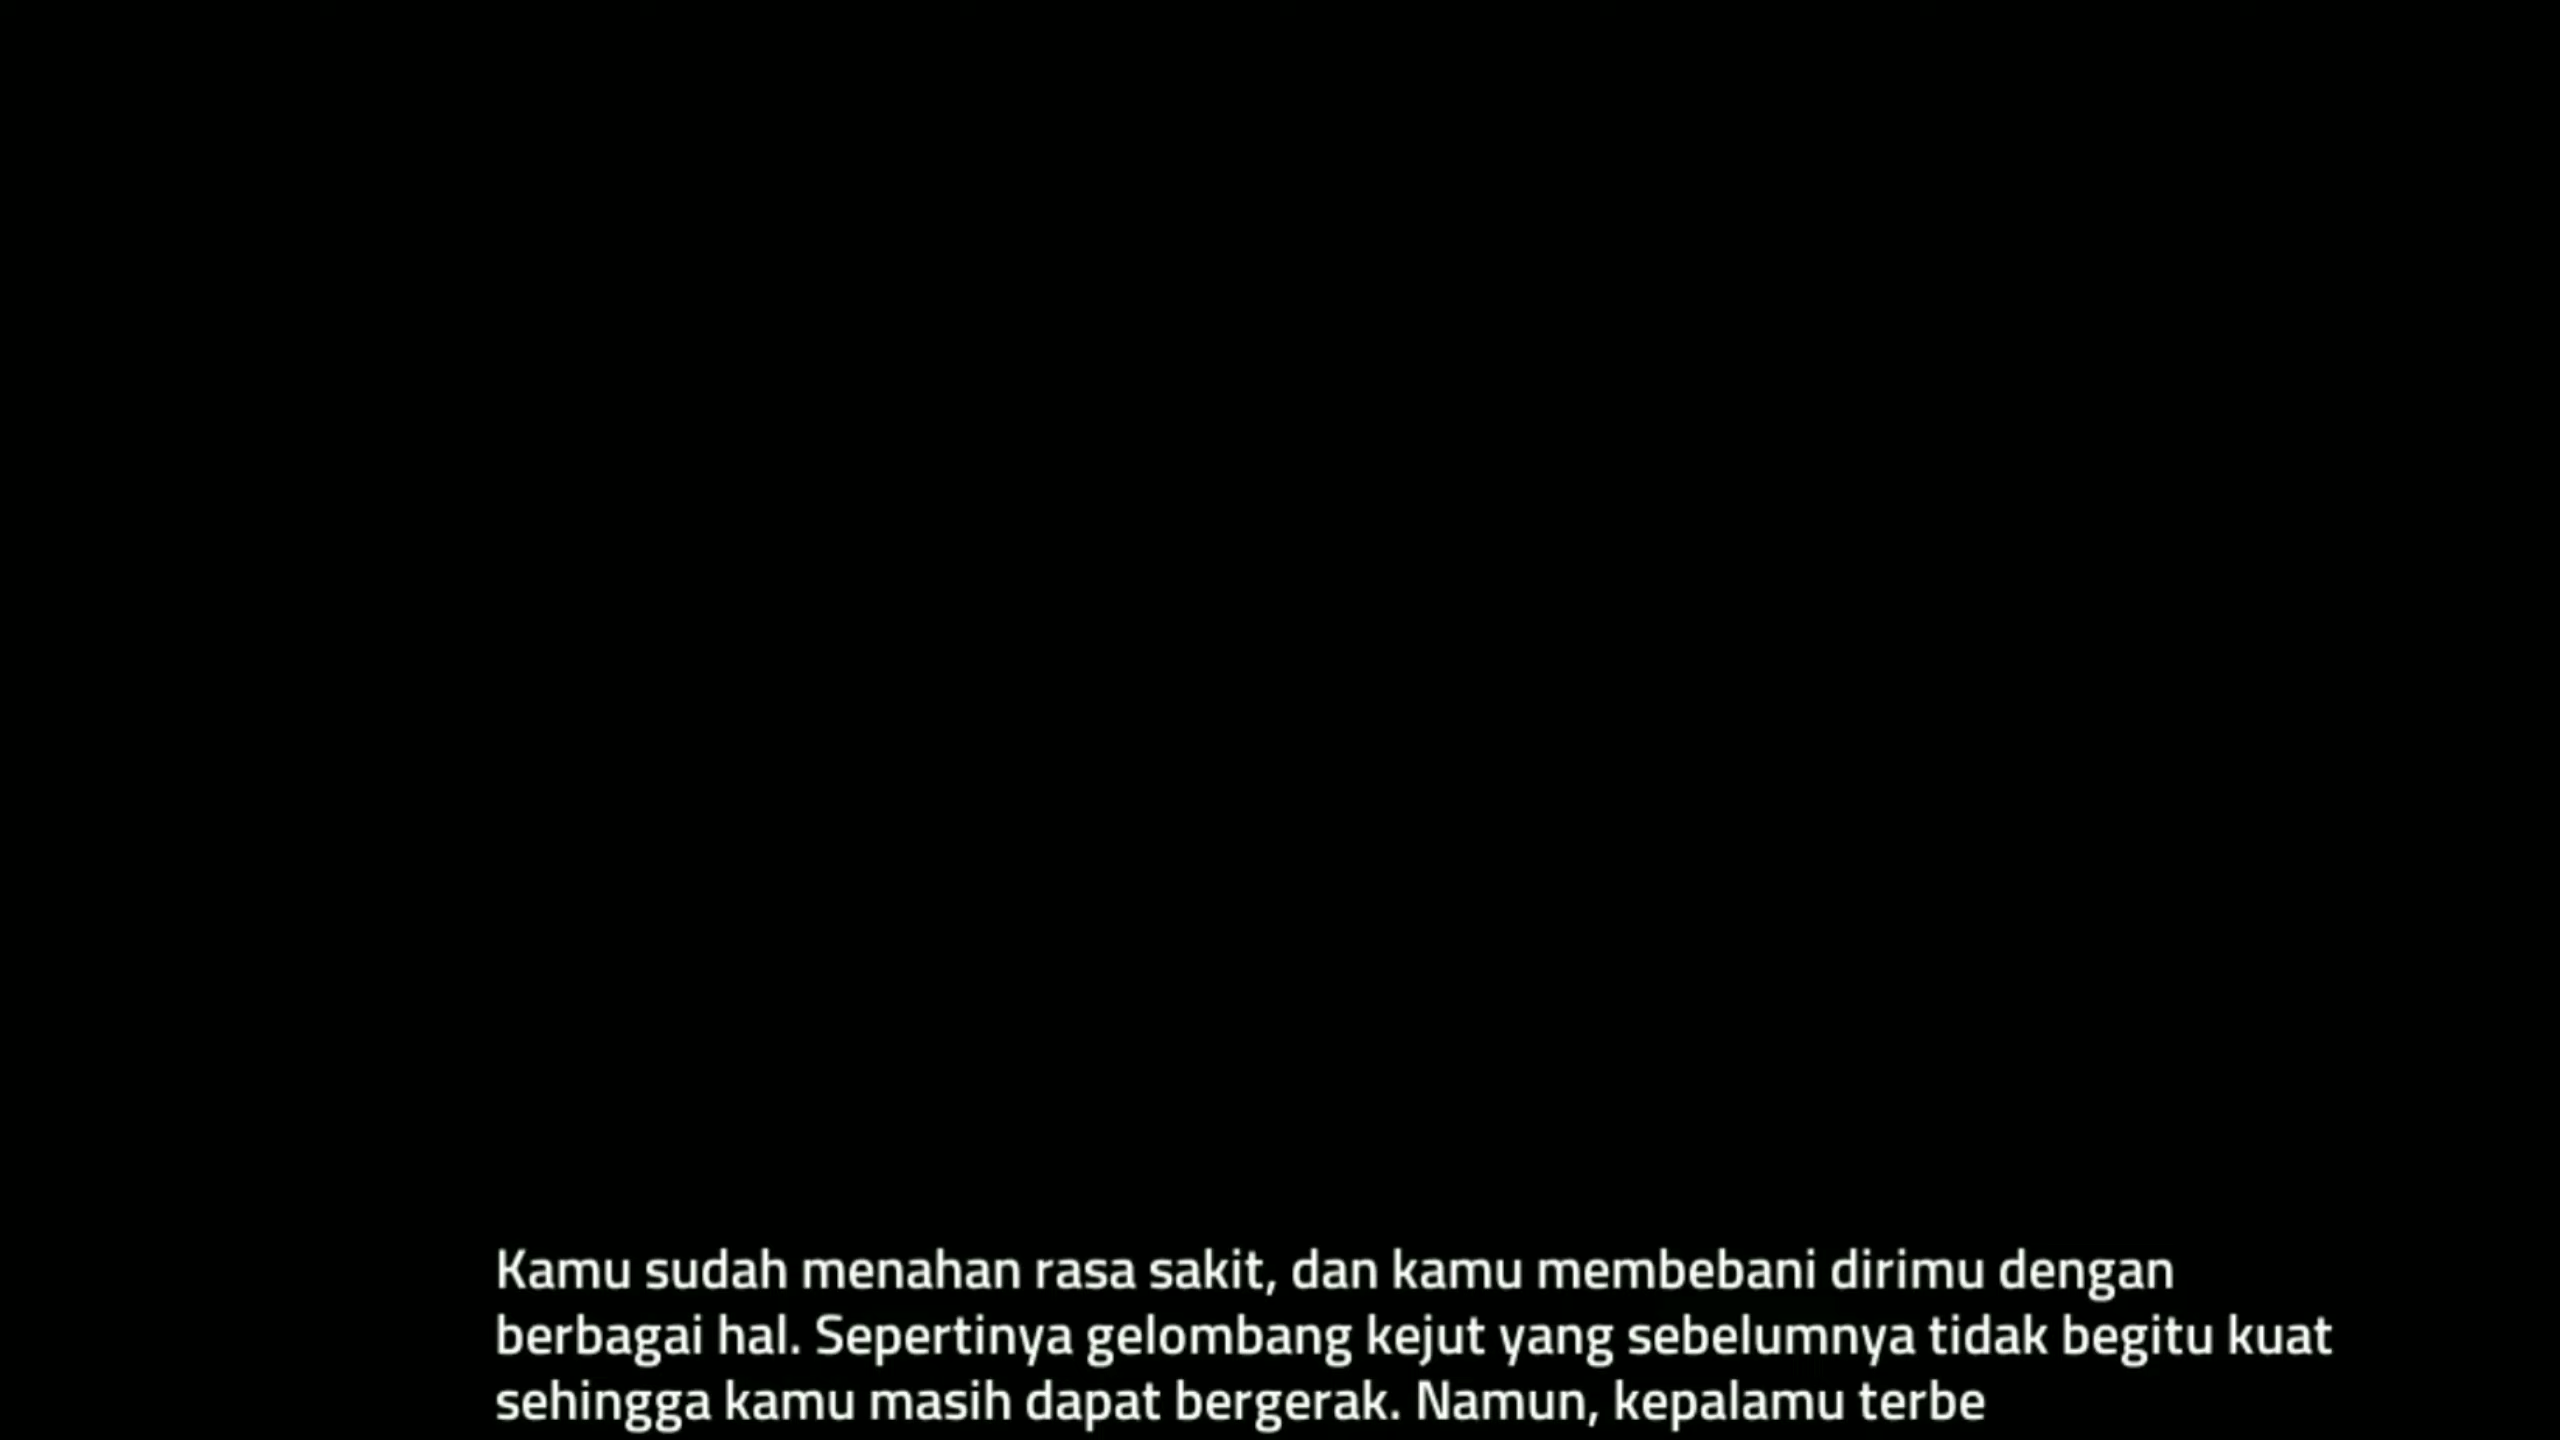 Kamu sudah menahan rasa sakit, dan kamu membebani dirimu dengan
berbagai hal. Sepertinya gelombang kejut yang sebelumnya tidak begitu kuat
sehingga kamu masih dapat bergerak. Namun, kepalamu terbe